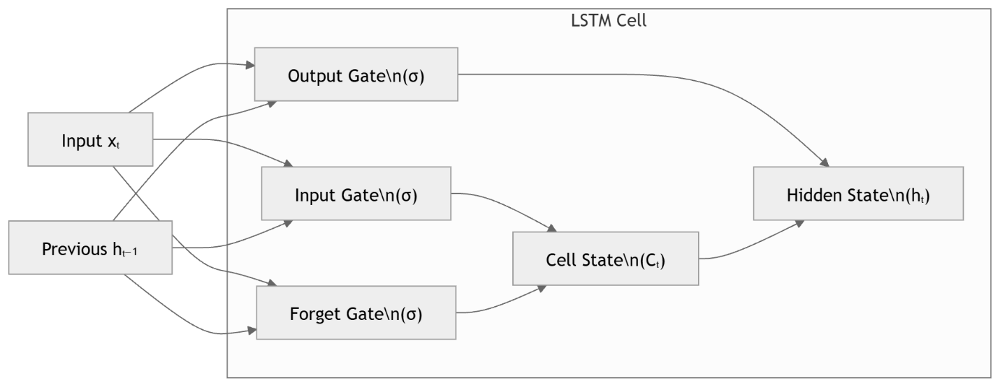 LSTM Cell
Output Gate\n(σ)
Input xₜ
Input Gate\n(σ)
Hidden State\n(hₜ)
Previous hₜ₋₁
Cell State\n(Cₜ)
Forget Gate\n(σ)